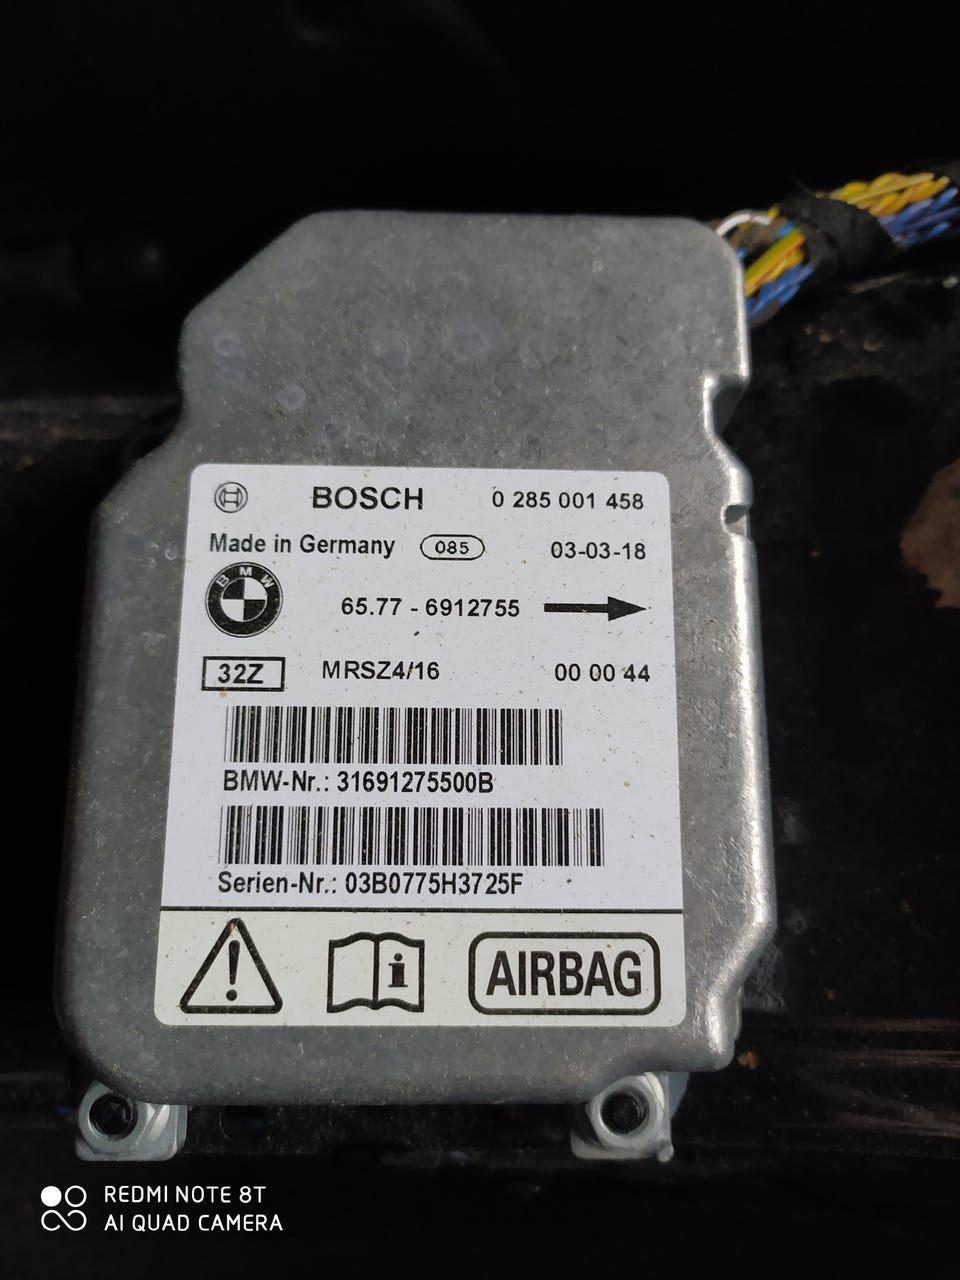 BOSCH 0 285 001 458
Made in Germany 085 03-03-18
BMW
65.77 - 6912755
32Z MRSZ4/16 00 00 44
BMW-Nr.: 31691275500B
Serien-Nr.: 03B0775H3725F
AIRBAG
REDMI NOTE 8T
AI QUAD CAMERA